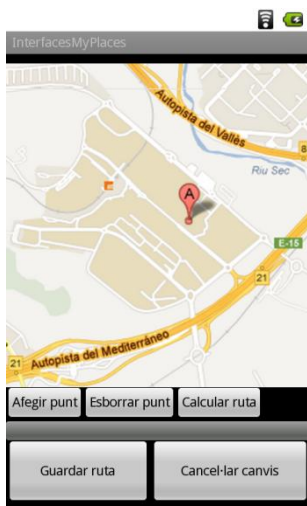 InterfacesMyPlaces
Autopista del Vallès
8
Riu Sec
A
E-15
21
21 Autopista del Mediterráneo
Afegir punt Esborrar punt Calcular ruta
Guardar ruta Cancel·lar canvis